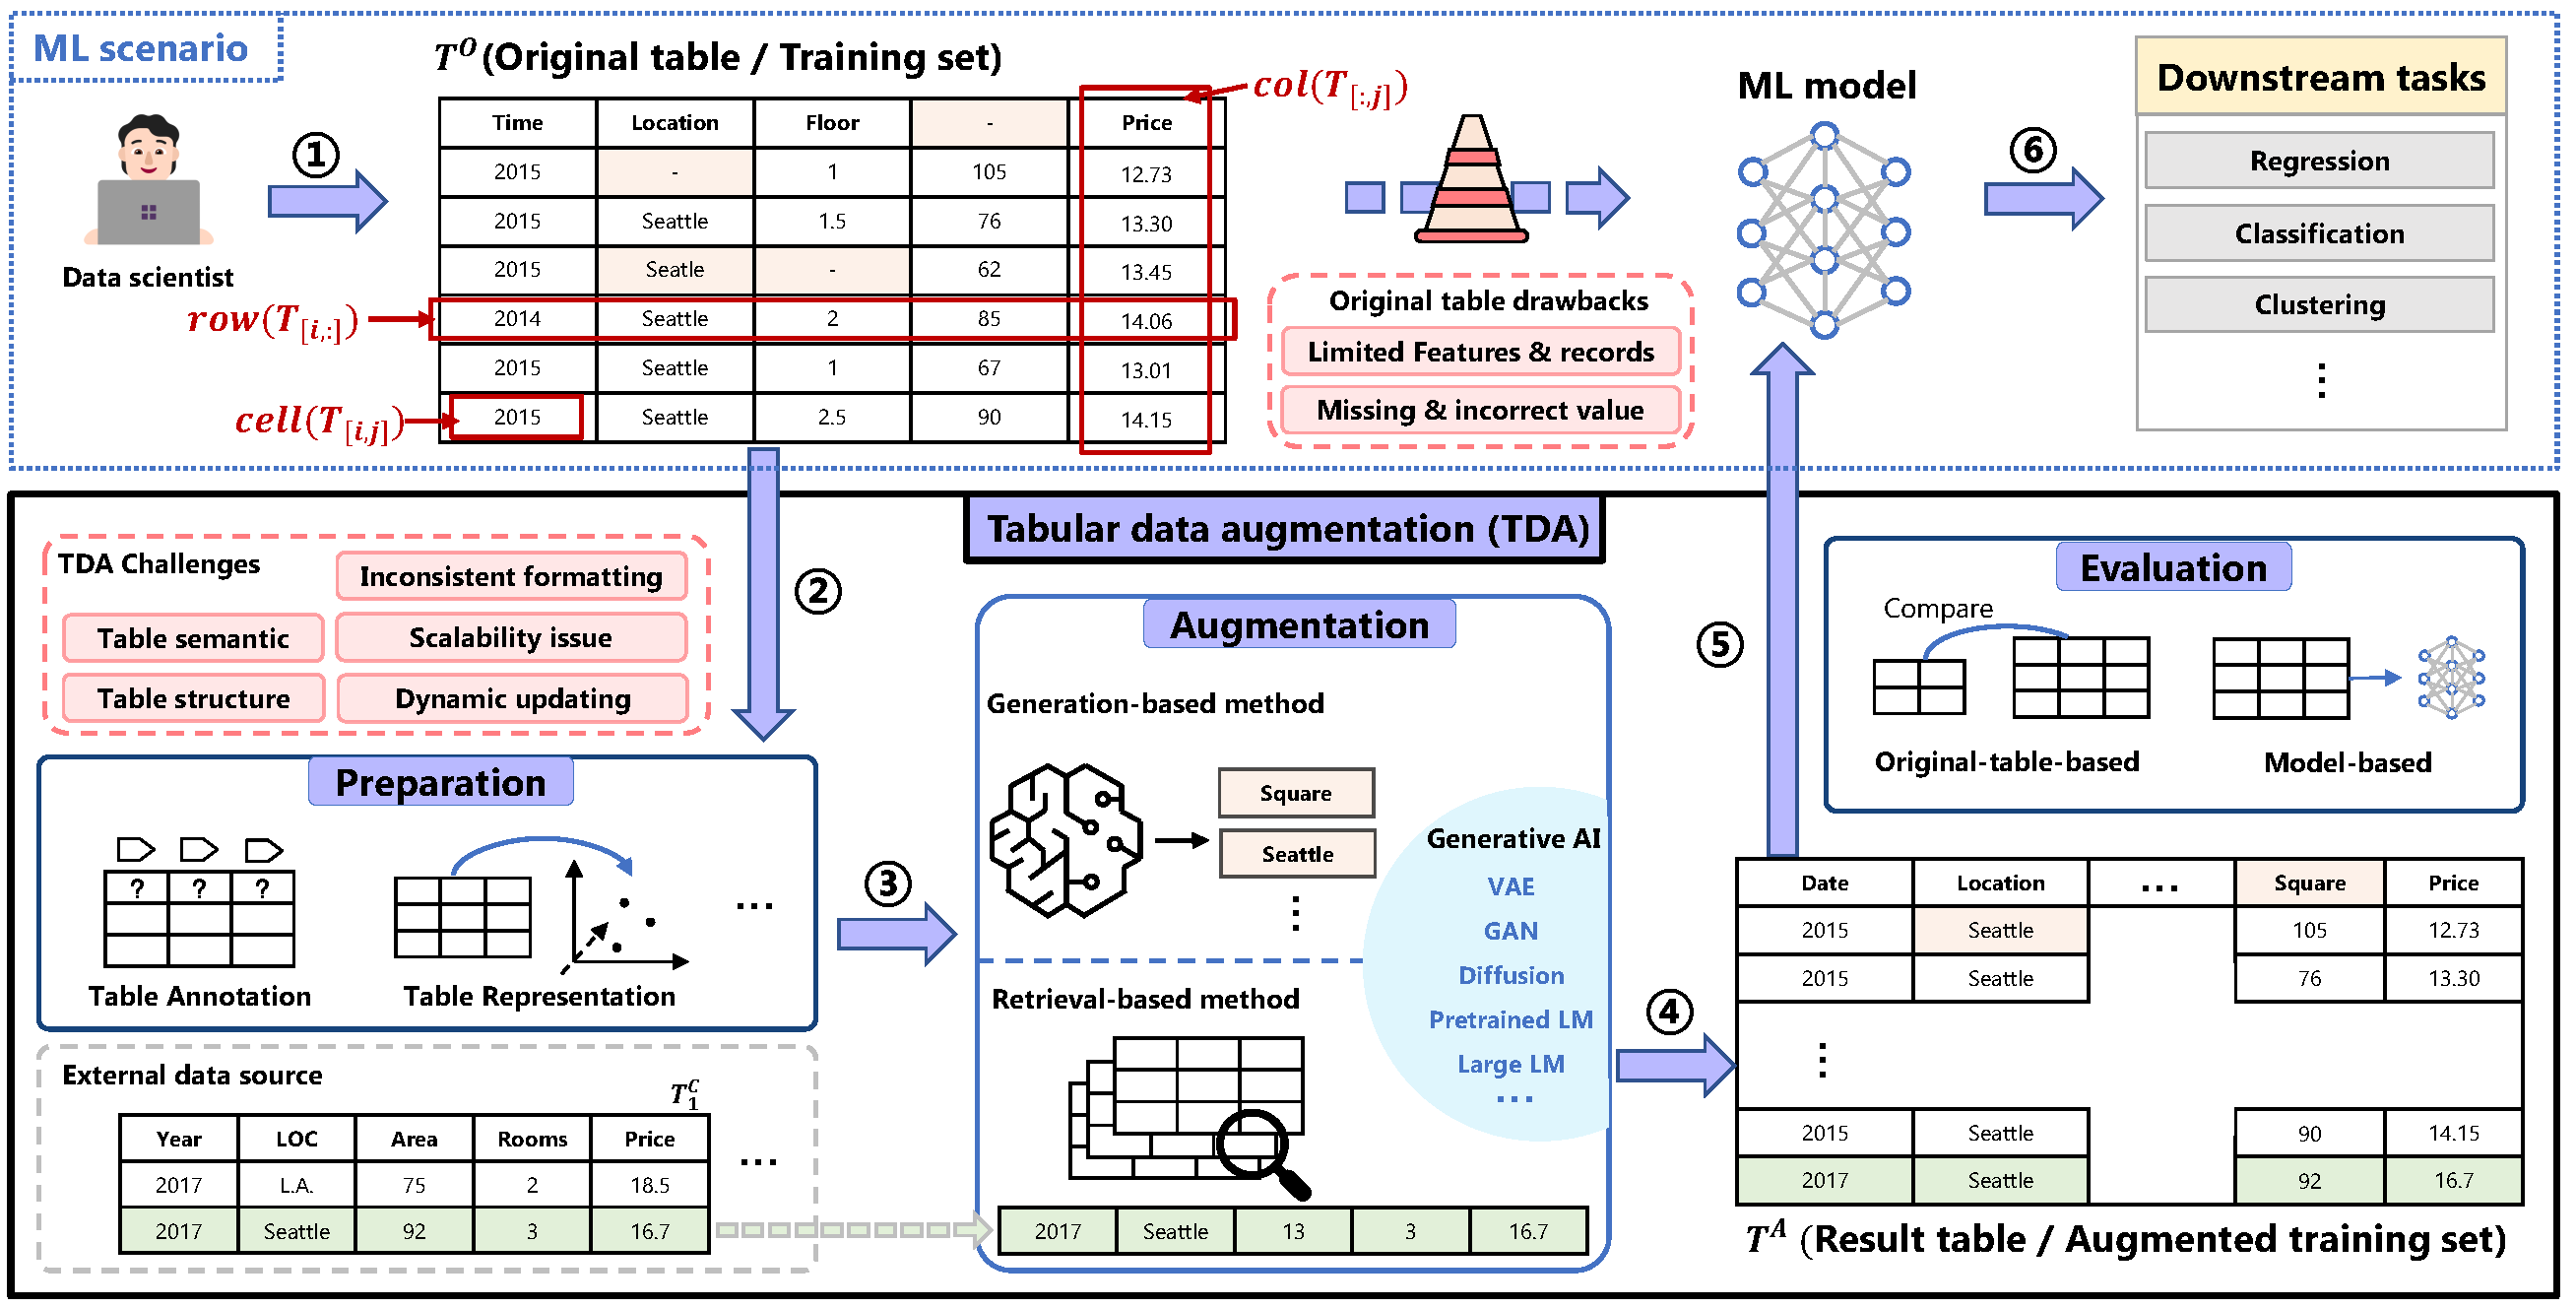 ML scenario
T^O (Original table / Training set)
col(T[:,j])
ML model
Downstream tasks
①
Data scientist
Time Location Floor - Price
2015 - 1 105 12.73
2015 Seattle 1.5 76 13.30
2015 Seatle - 62 13.45
2014 Seattle 2 85 14.06
2015 Seattle 1 67 13.01
2015 Seattle 2.5 90 14.15
row(T[i,:])
cell(T[i,j])
Original table drawbacks
Limited Features & records
Missing & incorrect value
⑥
Regression
Classification
Clustering
⋮
Tabular data augmentation (TDA)
TDA Challenges
Inconsistent formatting
Table semantic
Scalability issue
Table structure
Dynamic updating
②
Preparation
? ? ?
...
Table Annotation
Table Representation
External data source
T_1^C
Year LOC Area Rooms Price
2017 L.A. 75 2 18.5
2017 Seattle 92 3 16.7
...
③
Augmentation
Generation-based method
Square
Seattle
⋮
Retrieval-based method
2017 Seattle 13 3 16.7
Generative AI
VAE
GAN
Diffusion
Pretrained LM
Large LM
...
④
⑤
Evaluation
Compare
Original-table-based
Model-based
Date Location ... Square Price
2015 Seattle 105 12.73
2015 Seattle 76 13.30
⋮
2015 Seattle 90 14.15
2017 Seattle 92 16.7
T^A (Result table / Augmented training set)